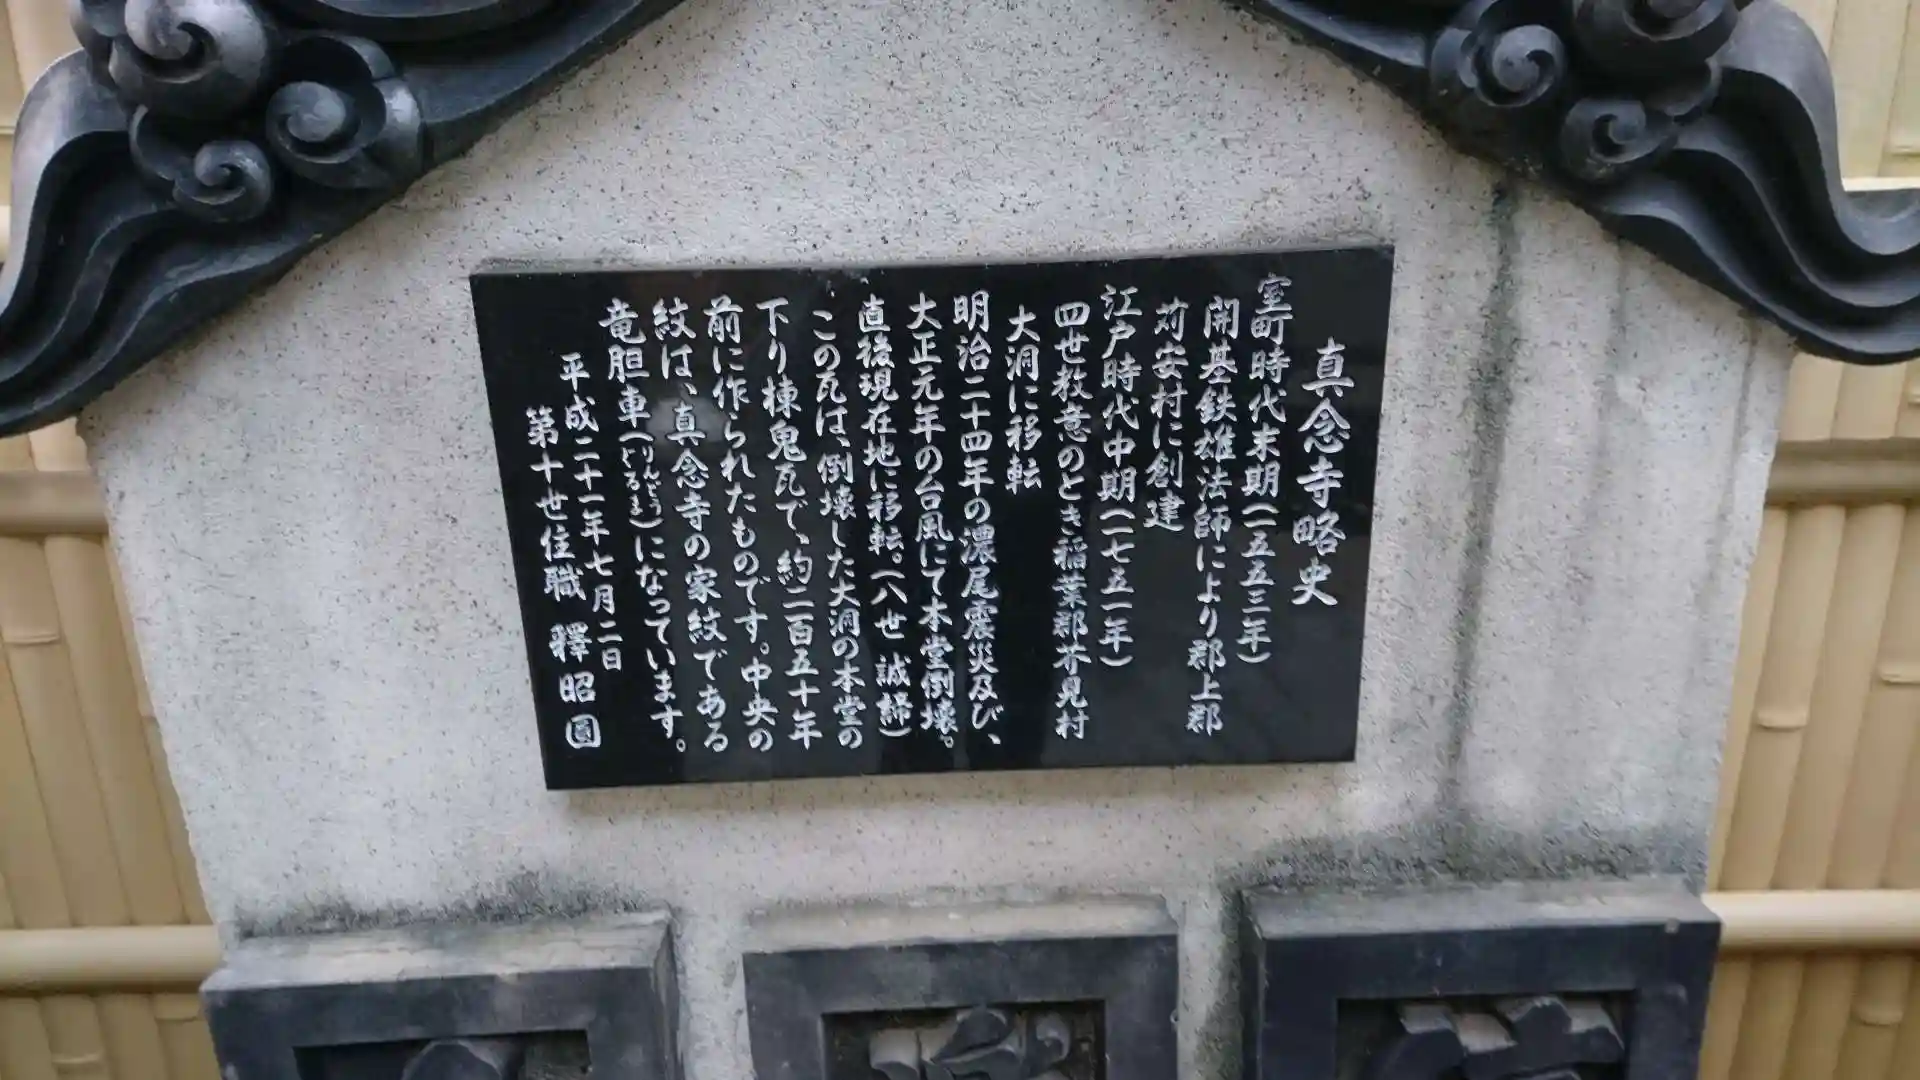 真念寺略史
室町時代末期(一五五三年)
開基鉄雄法師により郡上郡
苅安村に創建
江戸時代中期(一七五一年)
四世教意のとき稲葉郡芥見村
大洞に移転
明治二十四年の濃尾震災及び、
大正元年の台風にて本堂倒壊。
直後現在地に移転。(八世 誠締)
この瓦は、倒壊した大洞の本堂の
下り棟鬼瓦で、約二百五十年
前に作られたものです。中央の
紋は、真念寺の家紋である
竜胆車(りんどうぐるま)になっています。
平成二十一年七月二日
第十世住職 釋昭圓